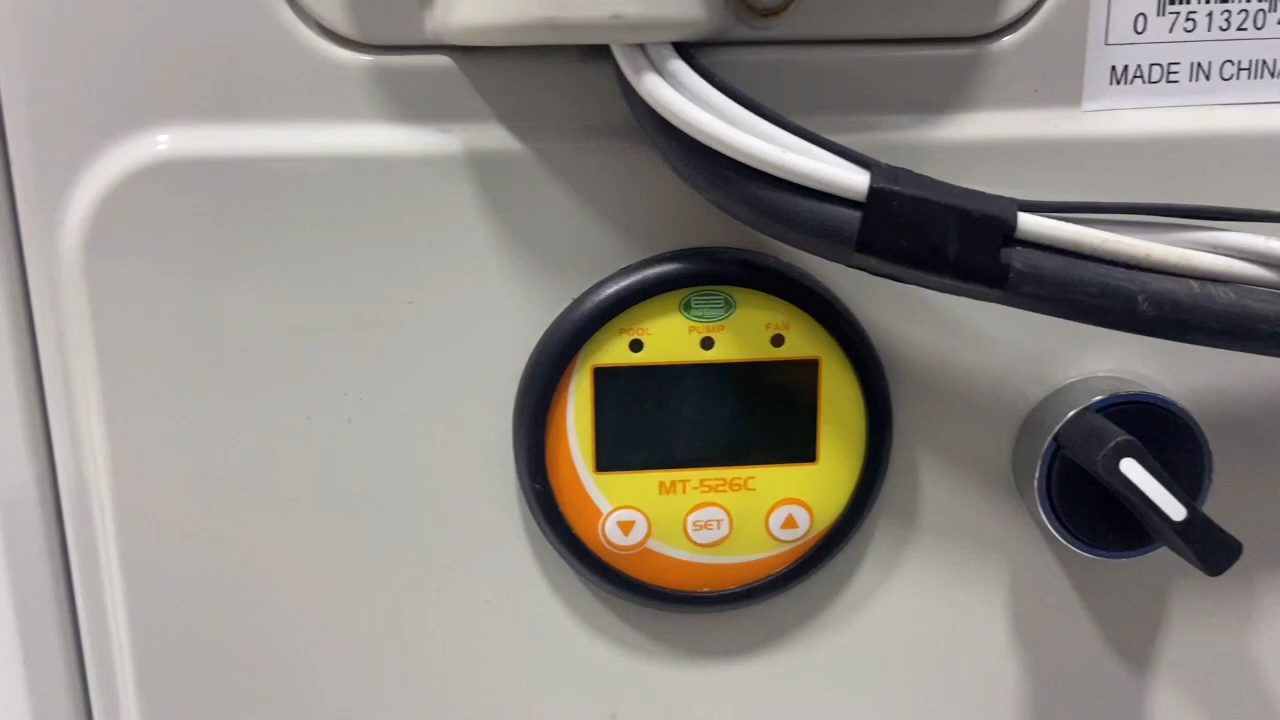 0 751320
MADE IN CHINA
POOL PUMP FAN
MT-526C
SET